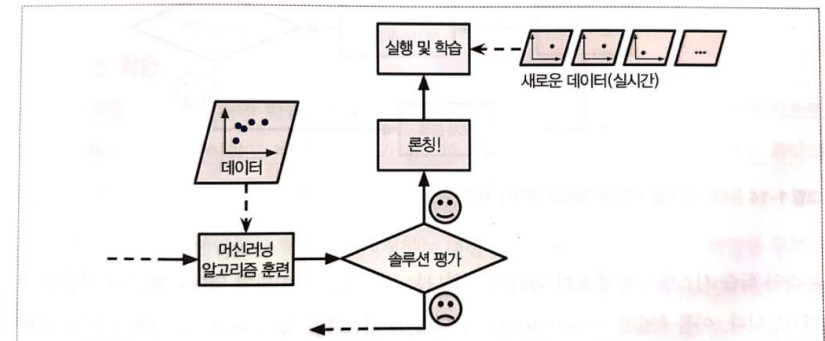 실행 및 학습
...
새로운 데이터(실시간)
론칭!
데이터
머신러닝
알고리즘 훈련
솔루션 평가